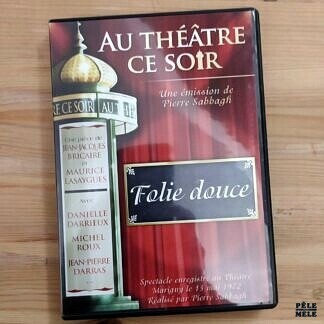 AU THÉÂTRE
CE SOIR
Une émission de
Pierre Sabbagh
CE SOIR AU TH
Une pièce de
JEAN-JACQUES
BRICAIRE
et
MAURICE
LASAYGUES
Avec
DANIELLE
DARRIEUX
MICHEL
ROUX
JEAN-PIERRE
DARRAS
...
Folie douce
Spectacle enregistré au Théâtre
Marigny le 13 mai 1972
Réalisé par Pierre Sabbagh
PÊLE
MÊLE